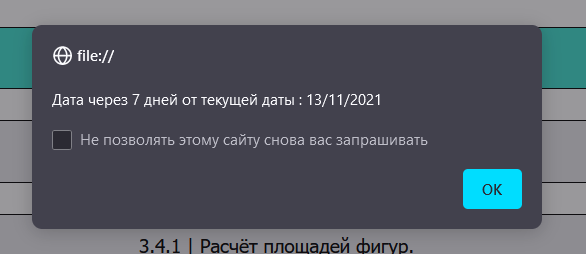 file://
Дата через 7 дней от текущей даты : 13/11/2021
Не позволять этому сайту снова вас запрашивать
OK
3.4.1 | Расчёт площадей фигур.